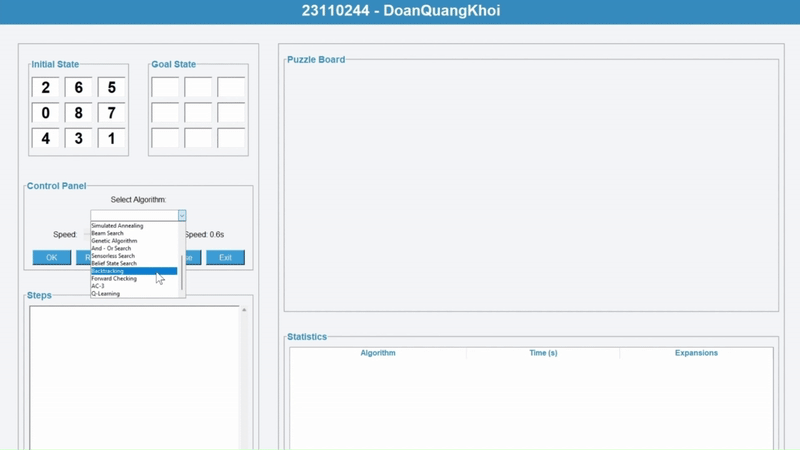 23110244 - DoanQuangKhoi
Initial State
Goal State
Puzzle Board
2 6 5
0 8 7
4 3 1
Control Panel
Select Algorithm:
Simulated Annealing
Beam Search
Genetic Algorithm
And - Or Search
Sensorless Search
Belief State Search
Backtracking
Forward Checking
AC-3
Q-Learning
Speed:
Speed: 0.6s
OK
Exit
Steps
Statistics
Algorithm Time (s) Expansions